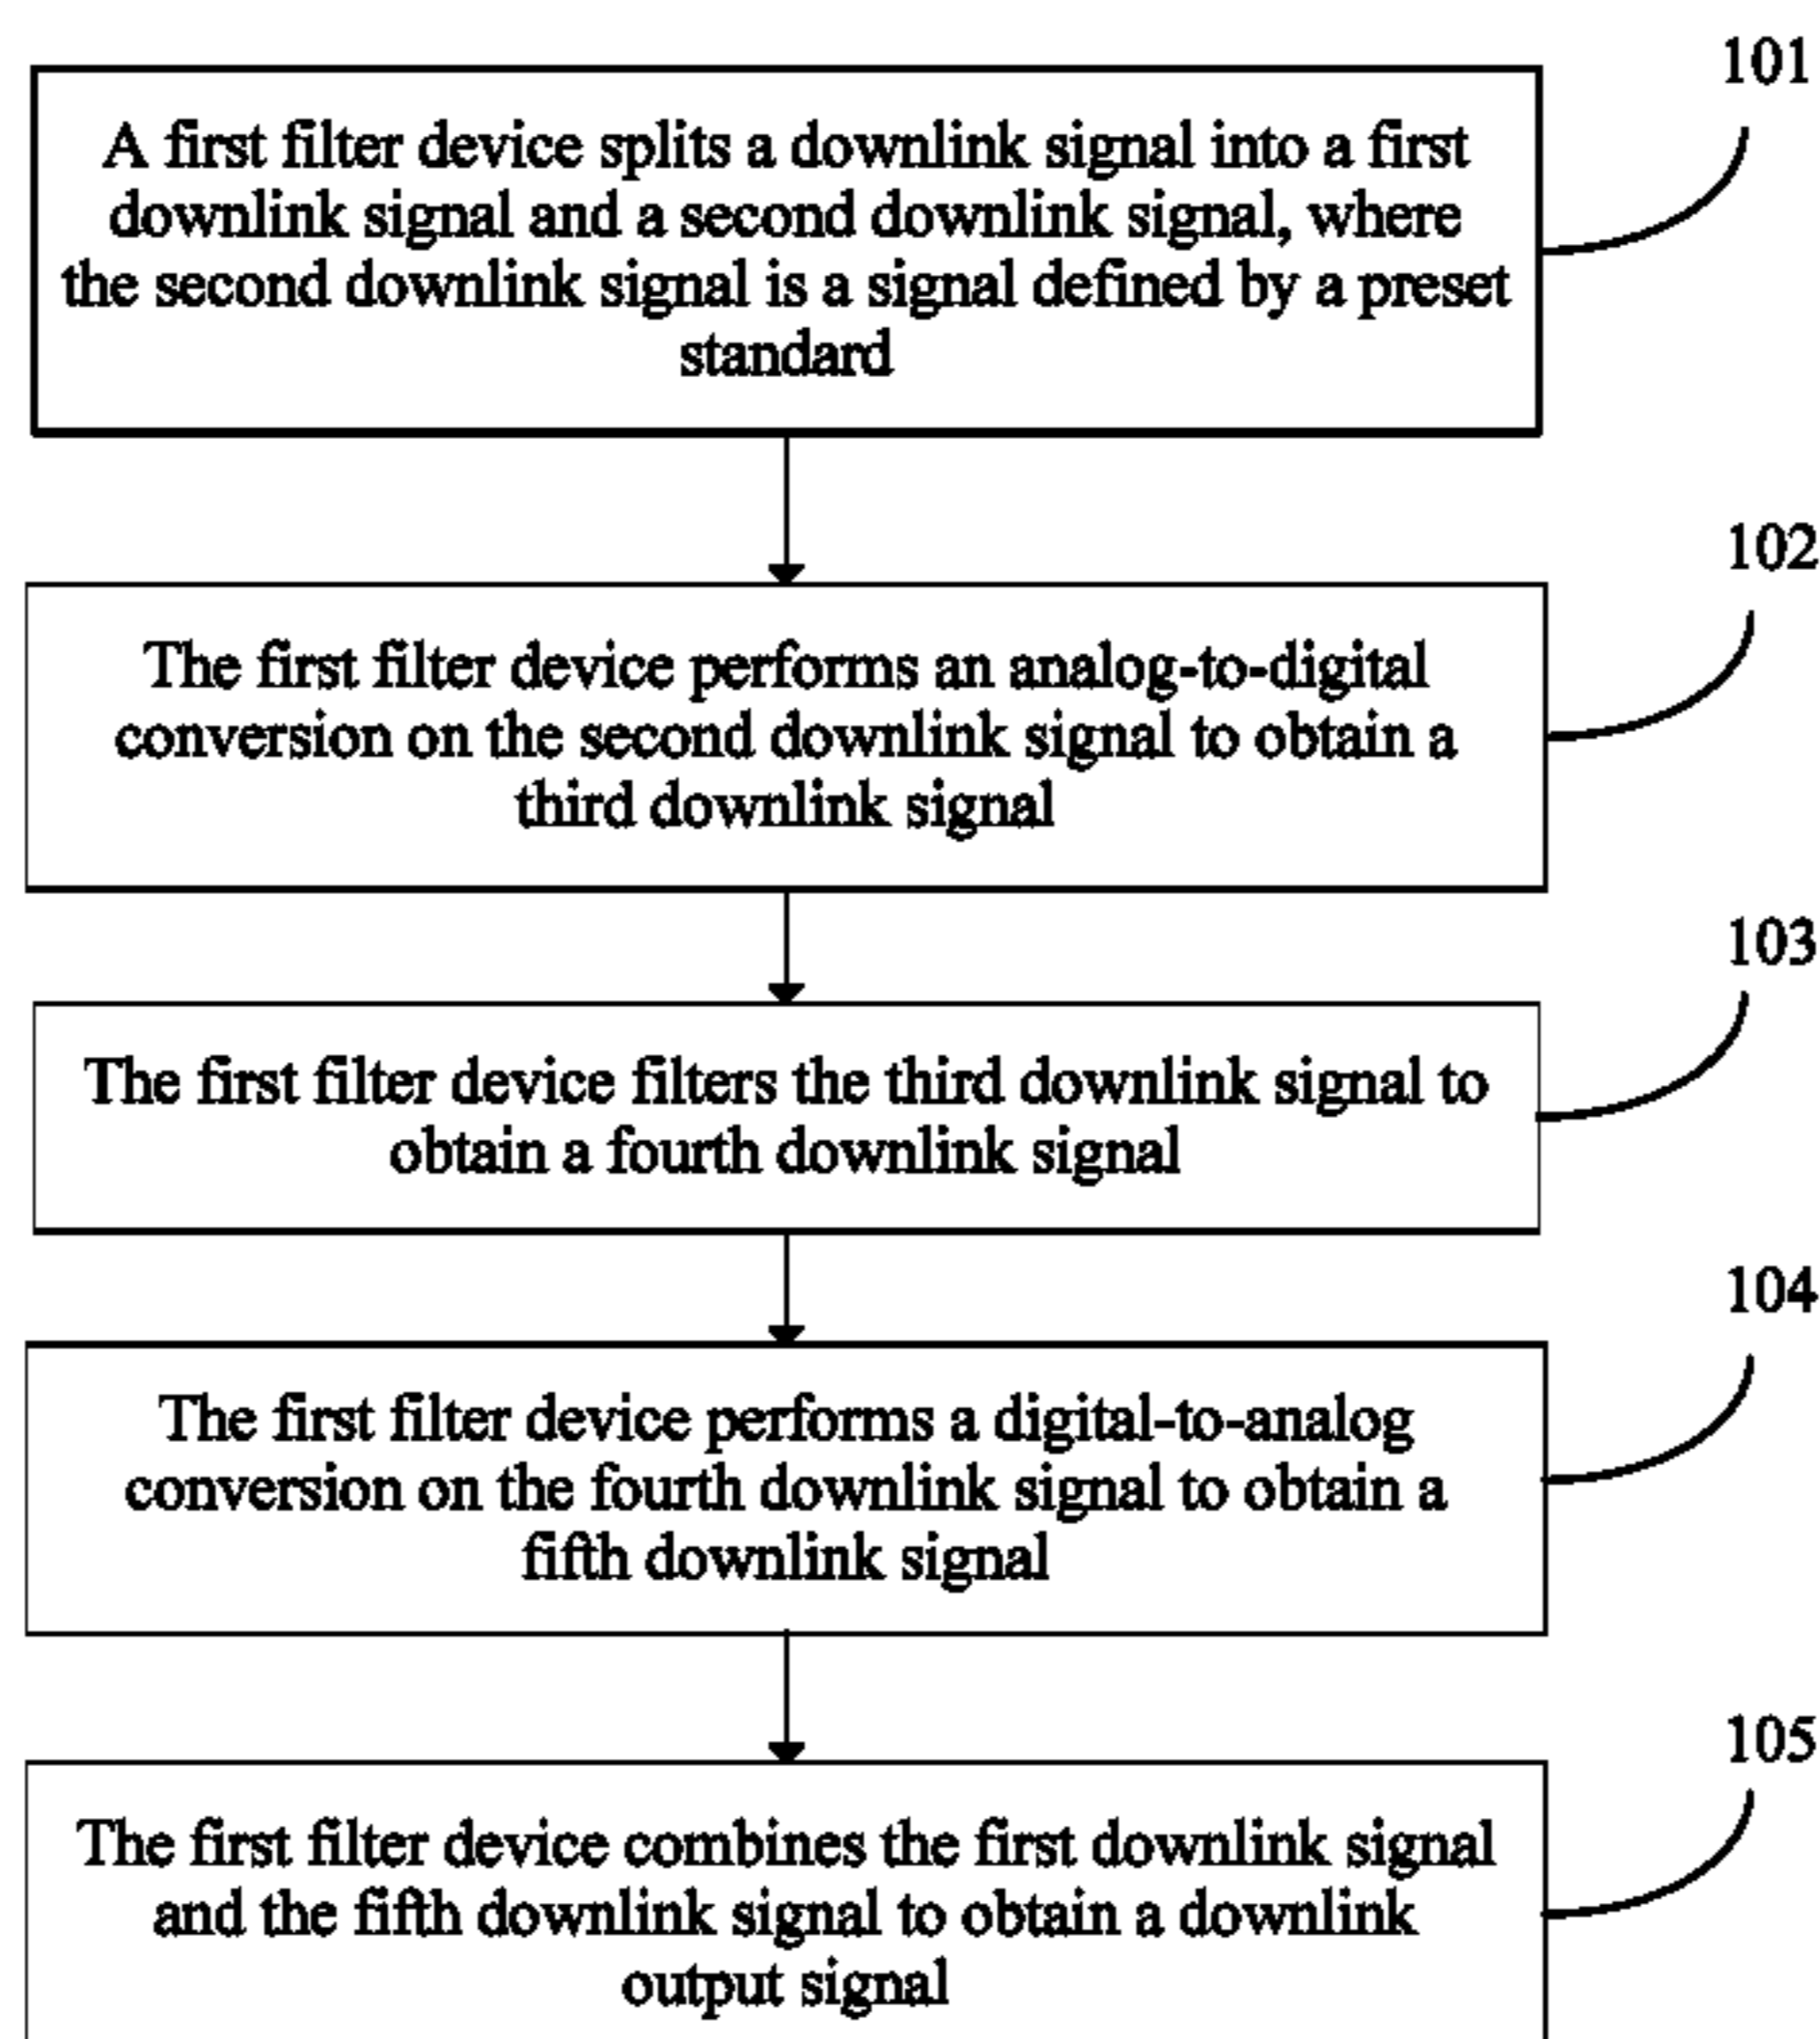 101
A first filter device splits a downlink signal into a first
downlink signal and a second downlink signal, where
the second downlink signal is a signal defined by a preset
standard
102
The first filter device performs an analog-to-digital
conversion on the second downlink signal to obtain a
third downlink signal
103
The first filter device filters the third downlink signal to
obtain a fourth downlink signal
104
The first filter device performs a digital-to-analog
conversion on the fourth downlink signal to obtain a
fifth downlink signal
105
The first filter device combines the first downlink signal
and the fifth downlink signal to obtain a downlink
output signal